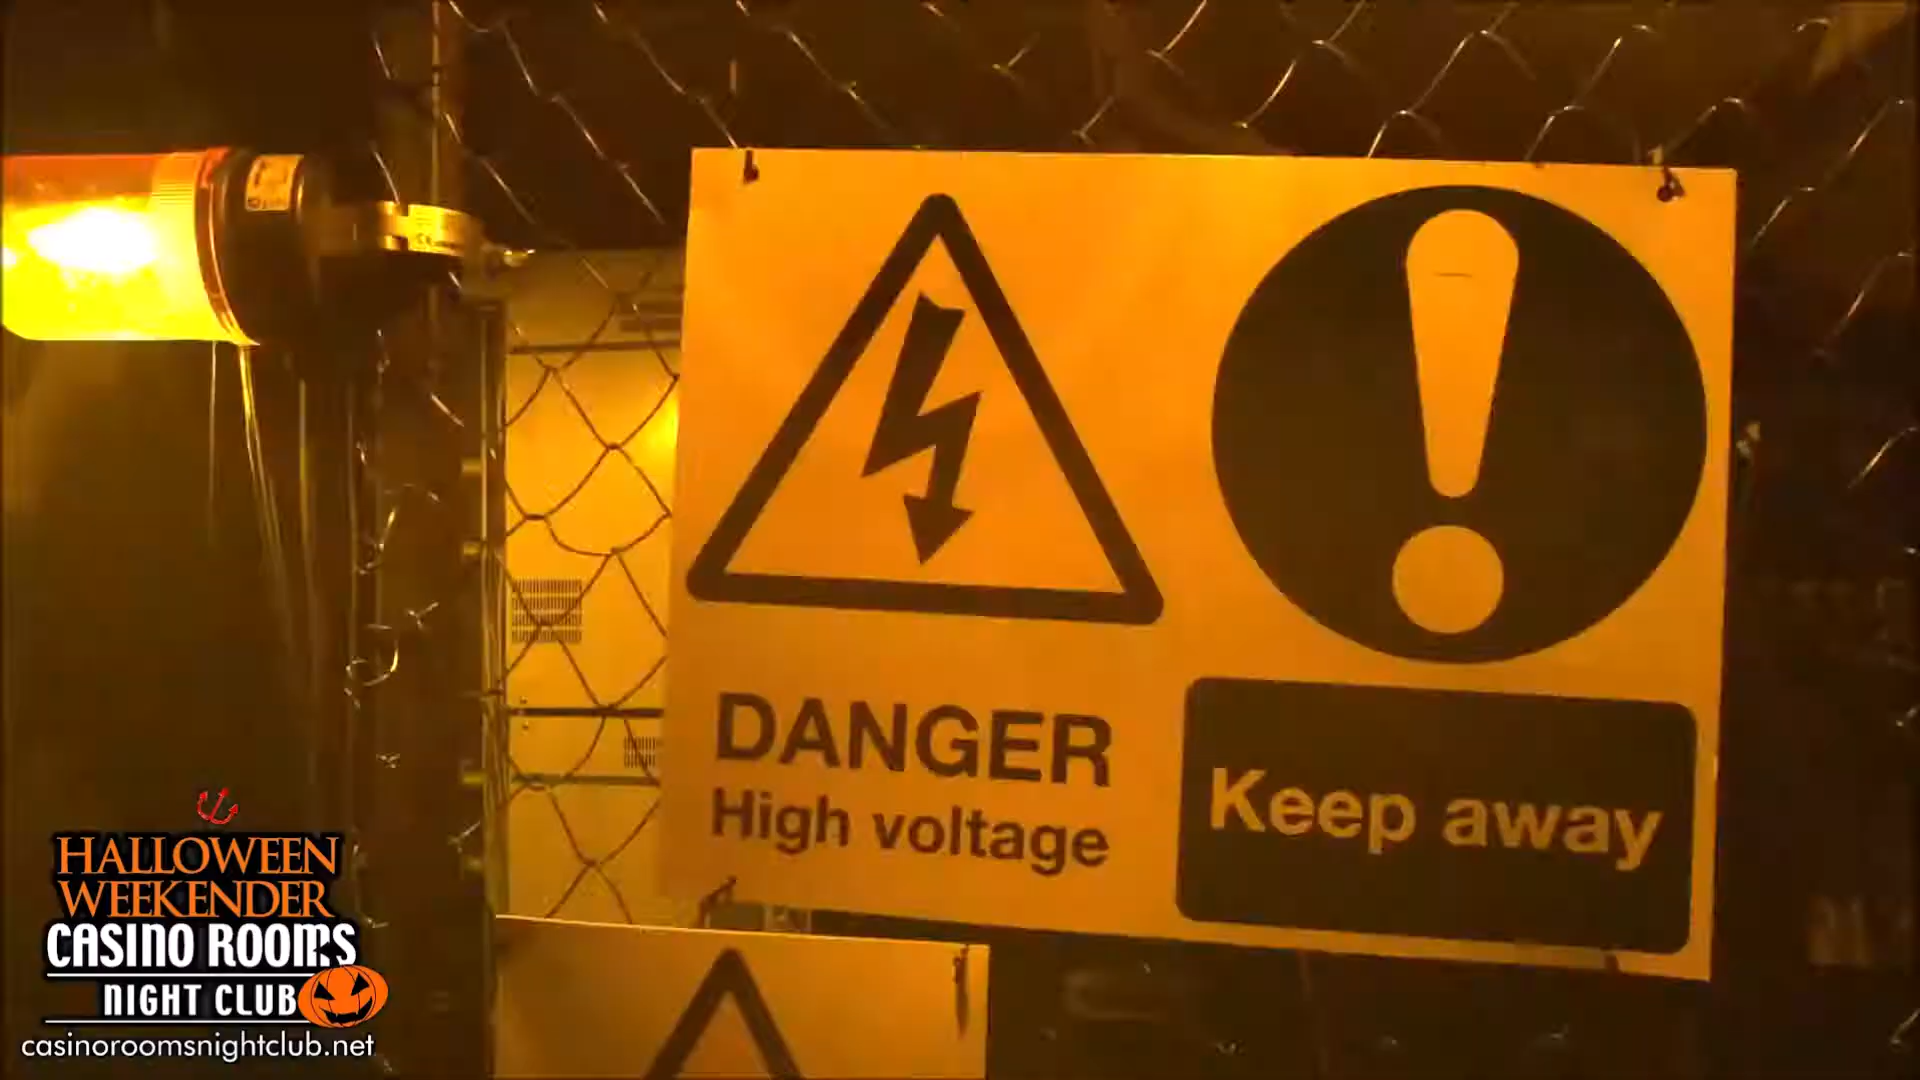 DANGER
High voltage
Keep away
HALLOWEEN
WEEKENDER
CASINO ROOMS
NIGHT CLUB
casinoroomsnightclub.net